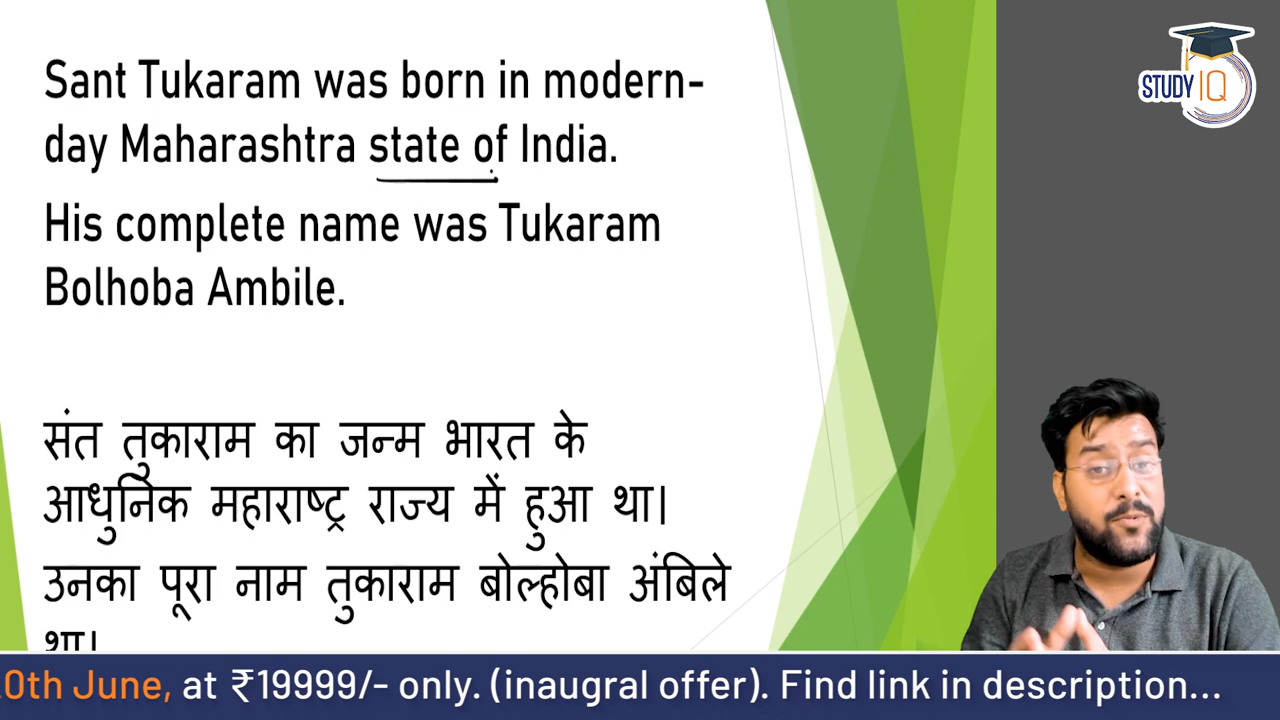 Sant Tukaram was born in modern-
day Maharashtra state of India.
His complete name was Tukaram
Bolhoba Ambile.
संत तुकाराम का जन्म भारत के
आधुनिक महाराष्ट्र राज्य में हुआ था।
उनका पूरा नाम तुकाराम बोल्होबा अंबिले
था।
STUDY IQ
0th June, at ₹19999/- only. (inaugral offer). Find link in description...